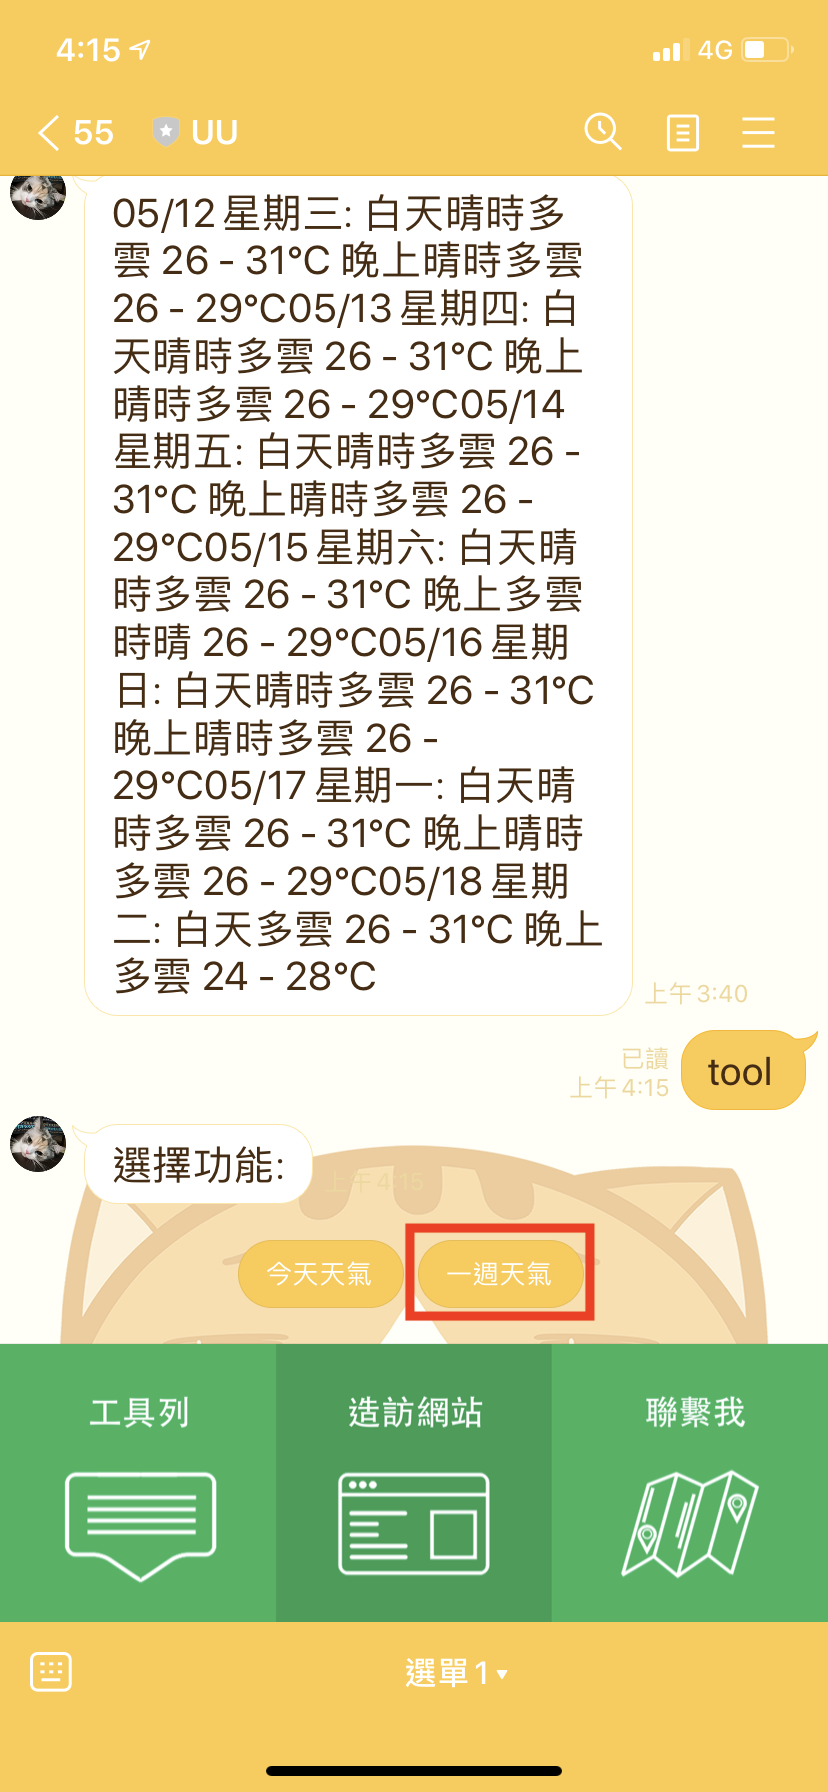 4:15
4G
55
UU
05/12 星期三: 白天晴時多
雲 26 - 31°C 晚上晴時多雲
26 - 29°C05/13 星期四: 白
天晴時多雲 26 - 31°C 晚上
晴時多雲 26 - 29°C05/14
星期五: 白天晴時多雲 26 -
31°C 晚上晴時多雲 26 -
29°C05/15 星期六: 白天晴
時多雲 26 - 31°C 晚上多雲
時晴 26 - 29°C05/16 星期
日: 白天晴時多雲 26 - 31°C
晚上晴時多雲 26 -
29°C05/17 星期一: 白天晴
時多雲 26 - 31°C 晚上晴時
多雲 26 - 29°C05/18 星期
二: 白天多雲 26 - 31°C 晚上
多雲 24 - 28°C
上午 3:40
已讀
上午 4:15
tool
選擇功能:
上午 4:15
今天天氣
一週天氣
工具列
造訪網站
聯繫我
選單 1 ▾